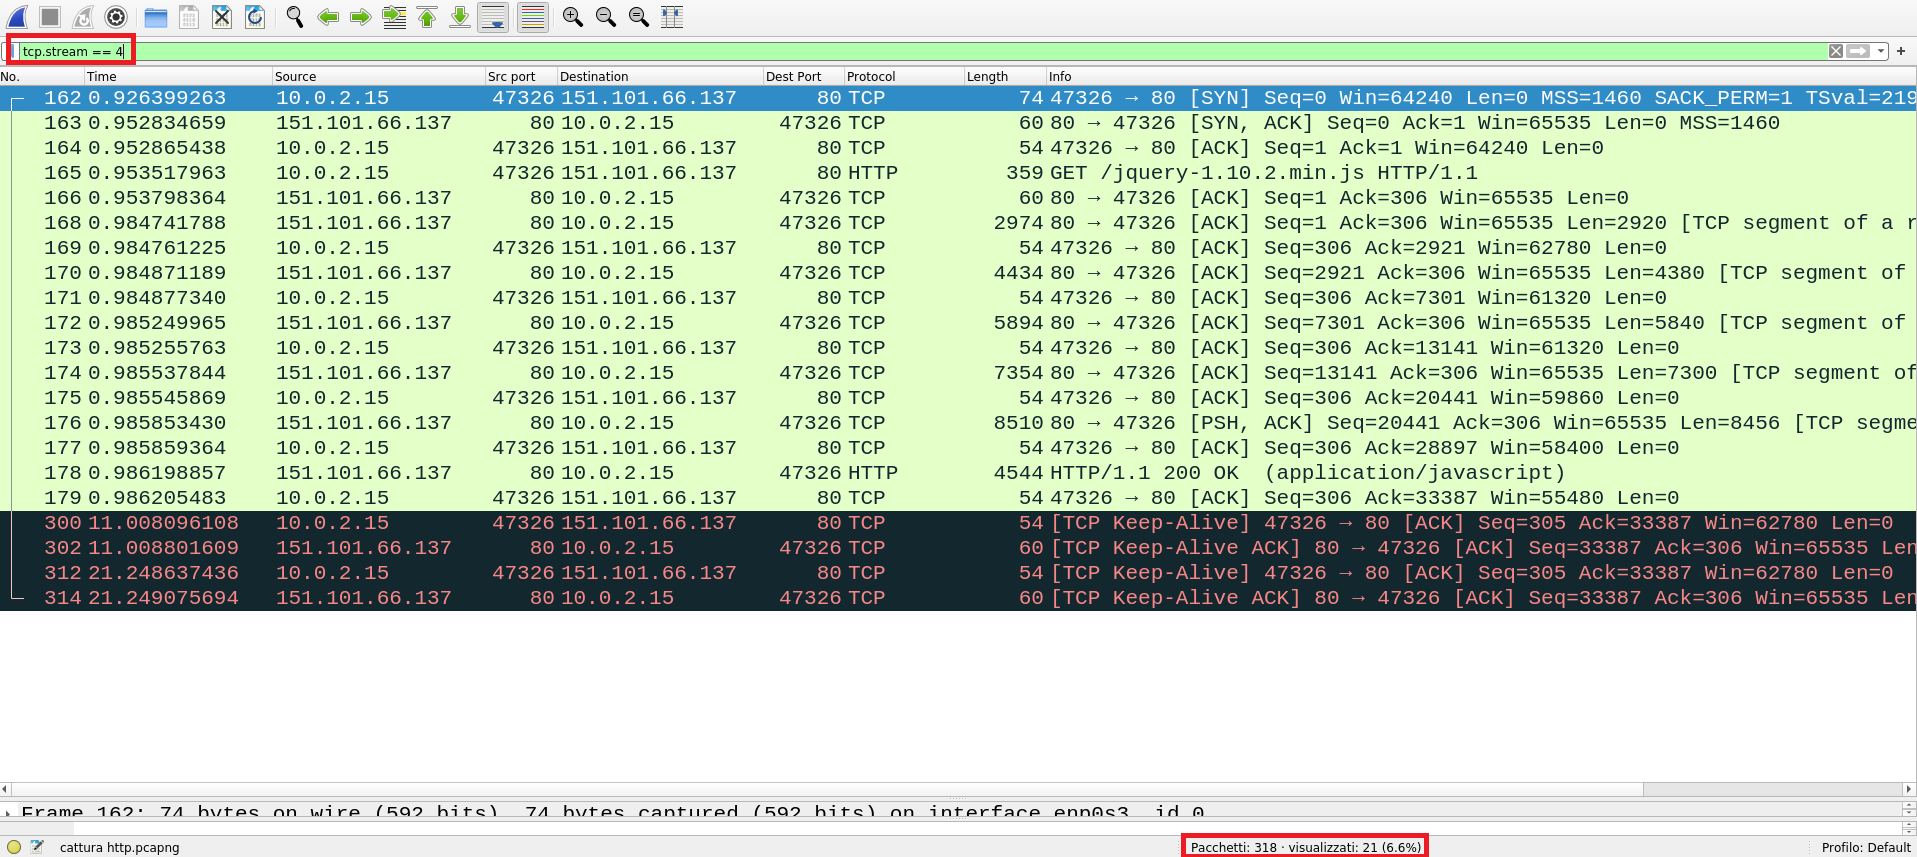 tcp.stream == 4
No. Time Source Src port Destination Dest Port Protocol Length Info
162 0.926399263 10.0.2.15 47326 151.101.66.137 80 TCP 74 47326 → 80 [SYN] Seq=0 Win=64240 Len=0 MSS=1460 SACK_PERM=1 TSval=219
163 0.952834659 151.101.66.137 80 10.0.2.15 47326 TCP 60 80 → 47326 [SYN, ACK] Seq=0 Ack=1 Win=65535 Len=0 MSS=1460
164 0.952865438 10.0.2.15 47326 151.101.66.137 80 TCP 54 47326 → 80 [ACK] Seq=1 Ack=1 Win=64240 Len=0
165 0.953517963 10.0.2.15 47326 151.101.66.137 80 HTTP 359 GET /jquery-1.10.2.min.js HTTP/1.1
166 0.953798364 151.101.66.137 80 10.0.2.15 47326 TCP 60 80 → 47326 [ACK] Seq=1 Ack=306 Win=65535 Len=0
168 0.984741788 151.101.66.137 80 10.0.2.15 47326 TCP 2974 80 → 47326 [ACK] Seq=1 Ack=306 Win=65535 Len=2920 [TCP segment of a r
169 0.984761225 10.0.2.15 47326 151.101.66.137 80 TCP 54 47326 → 80 [ACK] Seq=306 Ack=2921 Win=62780 Len=0
170 0.984871189 151.101.66.137 80 10.0.2.15 47326 TCP 4434 80 → 47326 [ACK] Seq=2921 Ack=306 Win=65535 Len=4380 [TCP segment of
171 0.984877340 10.0.2.15 47326 151.101.66.137 80 TCP 54 47326 → 80 [ACK] Seq=306 Ack=7301 Win=61320 Len=0
172 0.985249965 151.101.66.137 80 10.0.2.15 47326 TCP 5894 80 → 47326 [ACK] Seq=7301 Ack=306 Win=65535 Len=5840 [TCP segment of
173 0.985255763 10.0.2.15 47326 151.101.66.137 80 TCP 54 47326 → 80 [ACK] Seq=306 Ack=13141 Win=61320 Len=0
174 0.985537844 151.101.66.137 80 10.0.2.15 47326 TCP 7354 80 → 47326 [ACK] Seq=13141 Ack=306 Win=65535 Len=7300 [TCP segment of
175 0.985545869 10.0.2.15 47326 151.101.66.137 80 TCP 54 47326 → 80 [ACK] Seq=306 Ack=20441 Win=59860 Len=0
176 0.985853430 151.101.66.137 80 10.0.2.15 47326 TCP 8510 80 → 47326 [PSH, ACK] Seq=20441 Ack=306 Win=65535 Len=8456 [TCP segme
177 0.985859364 10.0.2.15 47326 151.101.66.137 80 TCP 54 47326 → 80 [ACK] Seq=306 Ack=28897 Win=58400 Len=0
178 0.986198857 151.101.66.137 80 10.0.2.15 47326 HTTP 4544 HTTP/1.1 200 OK (application/javascript)
179 0.986205483 10.0.2.15 47326 151.101.66.137 80 TCP 54 47326 → 80 [ACK] Seq=306 Ack=33387 Win=55480 Len=0
300 11.008096108 10.0.2.15 47326 151.101.66.137 80 TCP 54 [TCP Keep-Alive] 47326 → 80 [ACK] Seq=305 Ack=33387 Win=62780 Len=0
302 11.008801609 151.101.66.137 80 10.0.2.15 47326 TCP 60 [TCP Keep-Alive ACK] 80 → 47326 [ACK] Seq=33387 Ack=306 Win=65535 Len
312 21.248637436 10.0.2.15 47326 151.101.66.137 80 TCP 54 [TCP Keep-Alive] 47326 → 80 [ACK] Seq=305 Ack=33387 Win=62780 Len=0
314 21.249075694 151.101.66.137 80 10.0.2.15 47326 TCP 60 [TCP Keep-Alive ACK] 80 → 47326 [ACK] Seq=33387 Ack=306 Win=65535 Len
Frame 162: 74 bytes on wire (592 bits), 74 bytes captured (592 bits) on interface enp0s3, id 0
cattura http.pcapng Pacchetti: 318 · visualizzati: 21 (6.6%) Profilo: Default